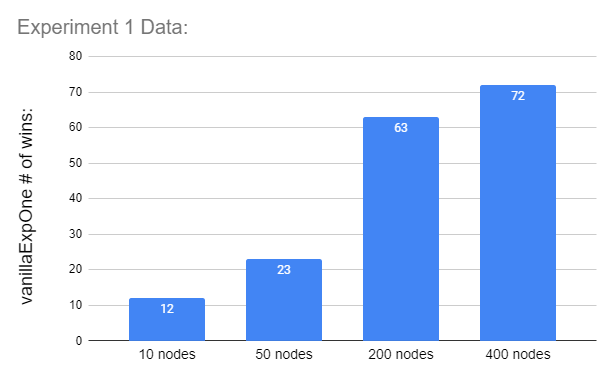 Experiment 1 Data:
vanillaExpOne # of wins:
80
70
60
50
40
30
20
10
0
12
23
63
72
10 nodes
50 nodes
200 nodes
400 nodes